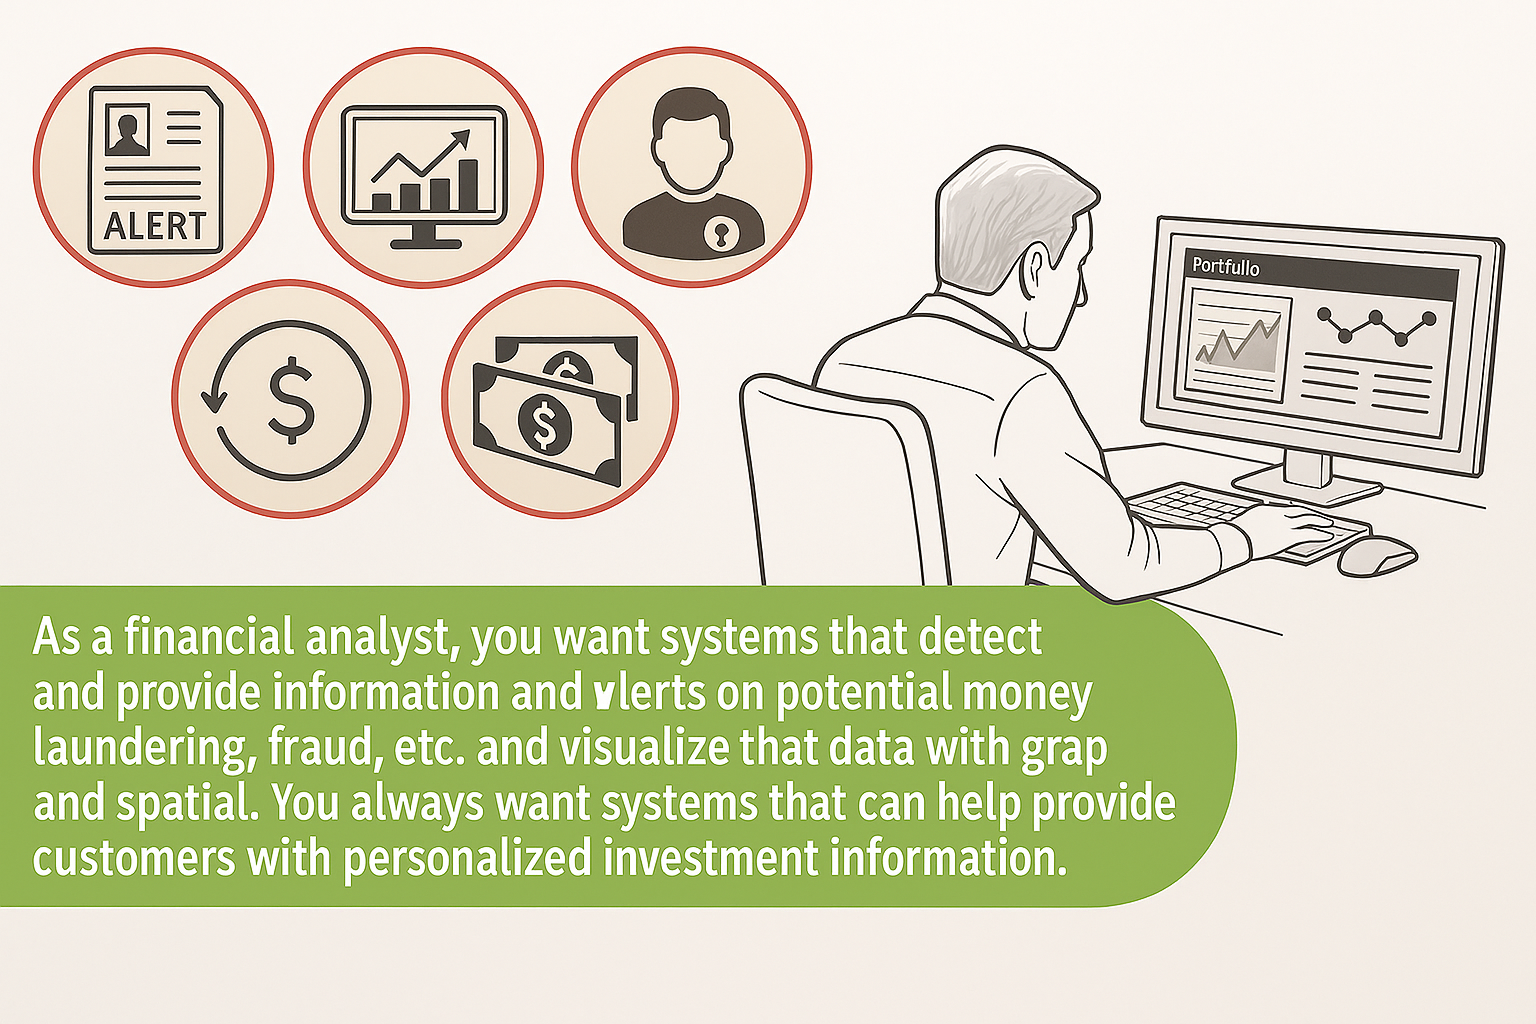 ALERT
Portfullo
$
$
As a financial analyst, you want systems that detect
and provide information and vlerts on potential money
laundering, fraud, etc. and visualize that data with grap
and spatial. You always want systems that can help provide
customers with personalized investment information.